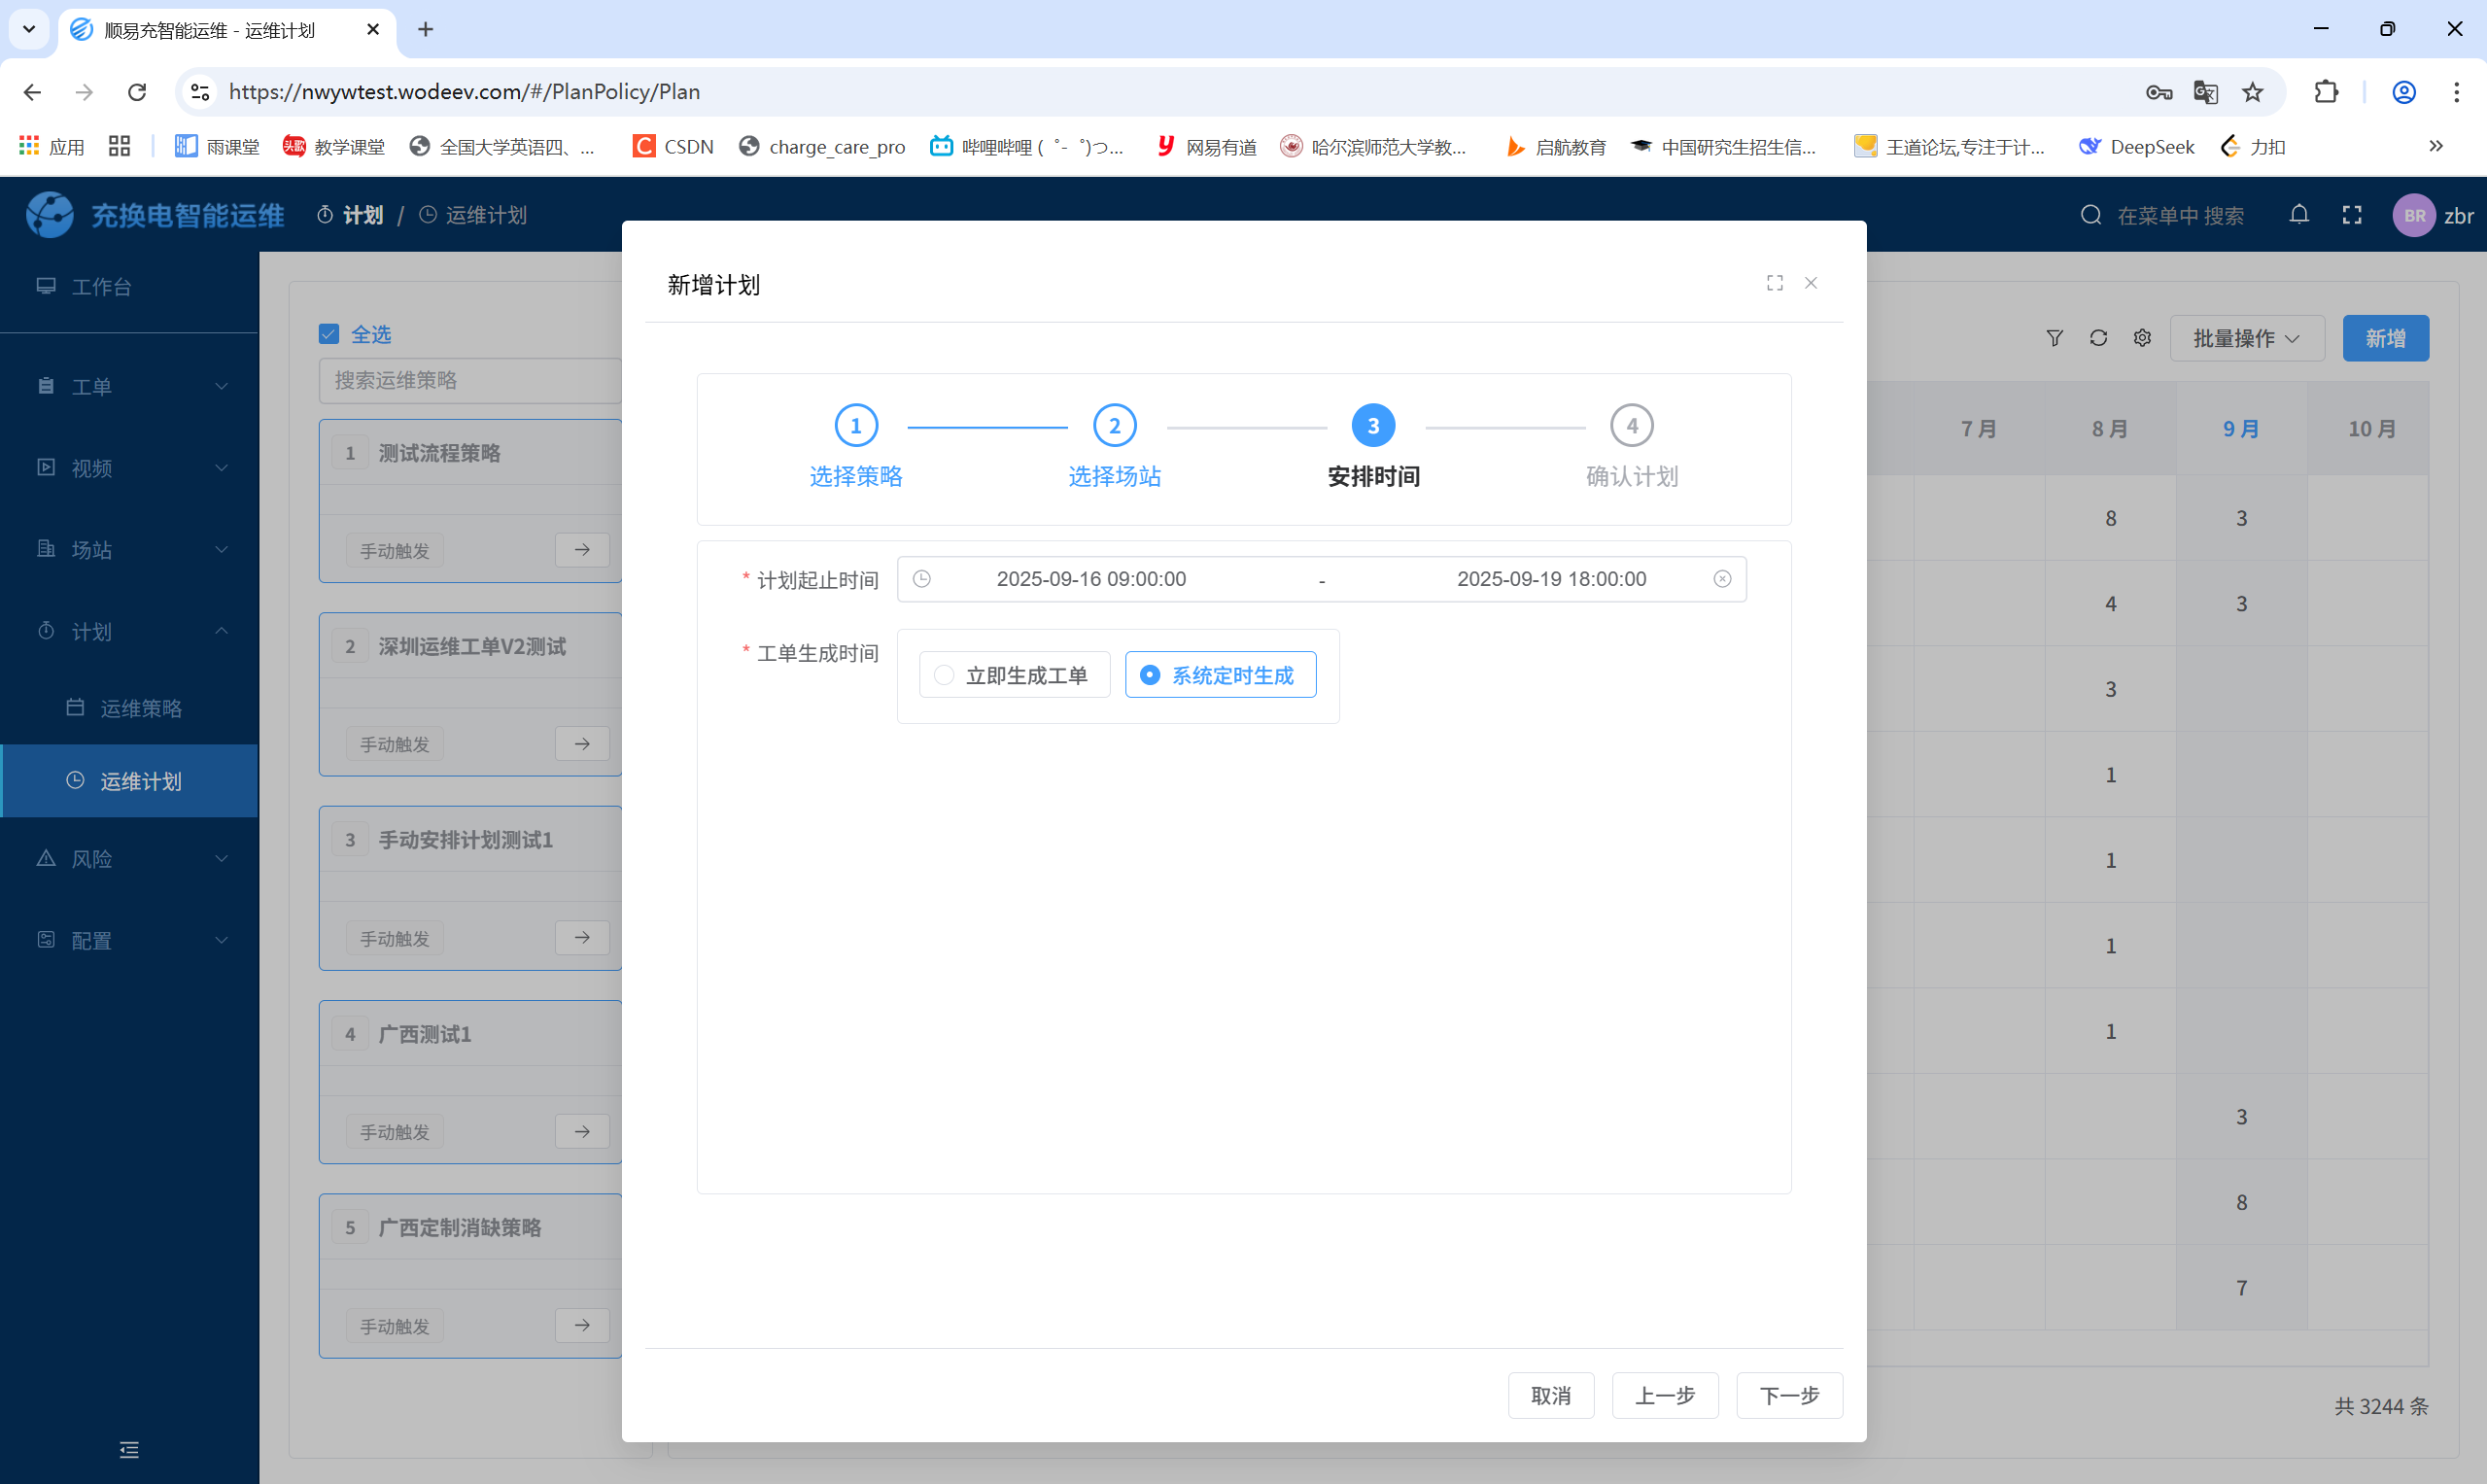 顺易充智能运维 - 运维计划
https://nwywtest.wodeev.com/#/PlanPolicy/Plan
应用
雨课堂
教学课堂
全国大学英语四、...
CSDN
charge_care_pro
哔哩哔哩 ( ゜- ゜)つ...
网易有道
哈尔滨师范大学教...
启航教育
中国研究生招生信...
王道论坛,专注于计...
DeepSeek
力扣
充换电智能运维
计划 / 运维计划
在菜单中 搜索
BR
zbr
工作台
工单
视频
场站
计划
运维策略
运维计划
风险
配置
全选
搜索运维策略
1 测试流程策略
手动触发
2 深圳运维工单V2测试
手动触发
3 手动安排计划测试1
手动触发
4 广西测试1
手动触发
5 广西定制消缺策略
手动触发
新增计划
1 2 3 4
选择策略 选择场站 安排时间 确认计划
* 计划起止时间 2025-09-16 09:00:00 - 2025-09-19 18:00:00
* 工单生成时间 立即生成工单 系统定时生成
取消 上一步 下一步
批量操作 新增
7 月 8 月 9 月 10 月
8 3
4 3
3
1
1
1
1
3
8
7
共 3244 条